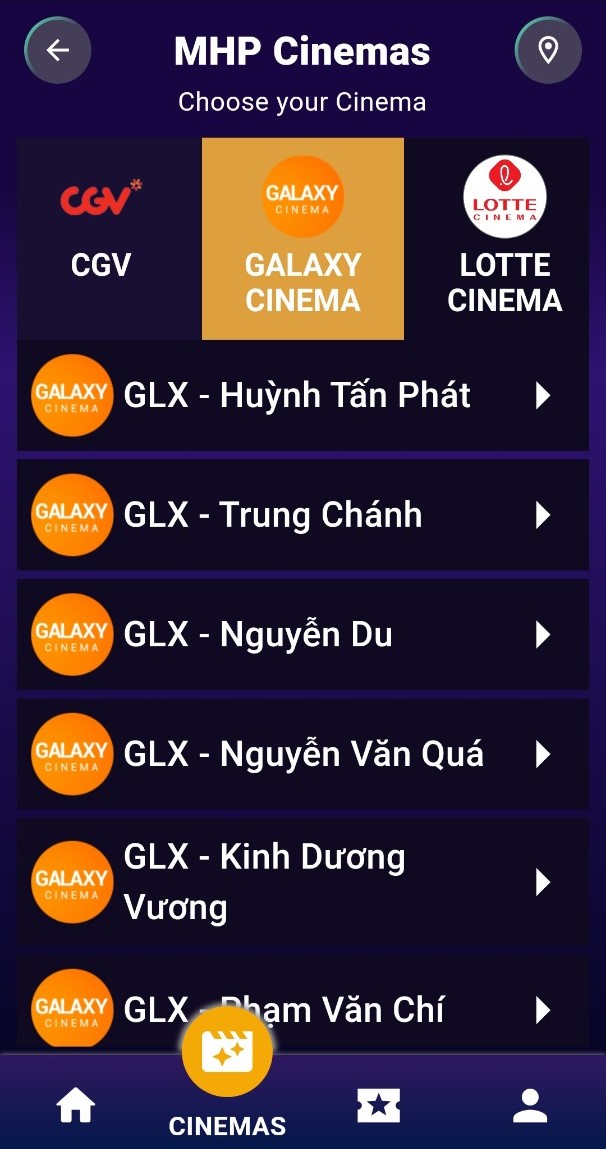 MHP Cinemas
Choose your Cinema
CGV
CGV
GALAXY
CINEMA
GALAXY
CINEMA
LOTTE
CINEMA
LOTTE
CINEMA
GALAXY
CINEMA
GLX - Huỳnh Tấn Phát
GALAXY
CINEMA
GLX - Trung Chánh
GALAXY
CINEMA
GLX - Nguyễn Du
GALAXY
CINEMA
GLX - Nguyễn Văn Quá
GALAXY
CINEMA
GLX - Kinh Dương
Vương
GALAXY
CINEMA
GLX - Phạm Văn Chí
CINEMAS